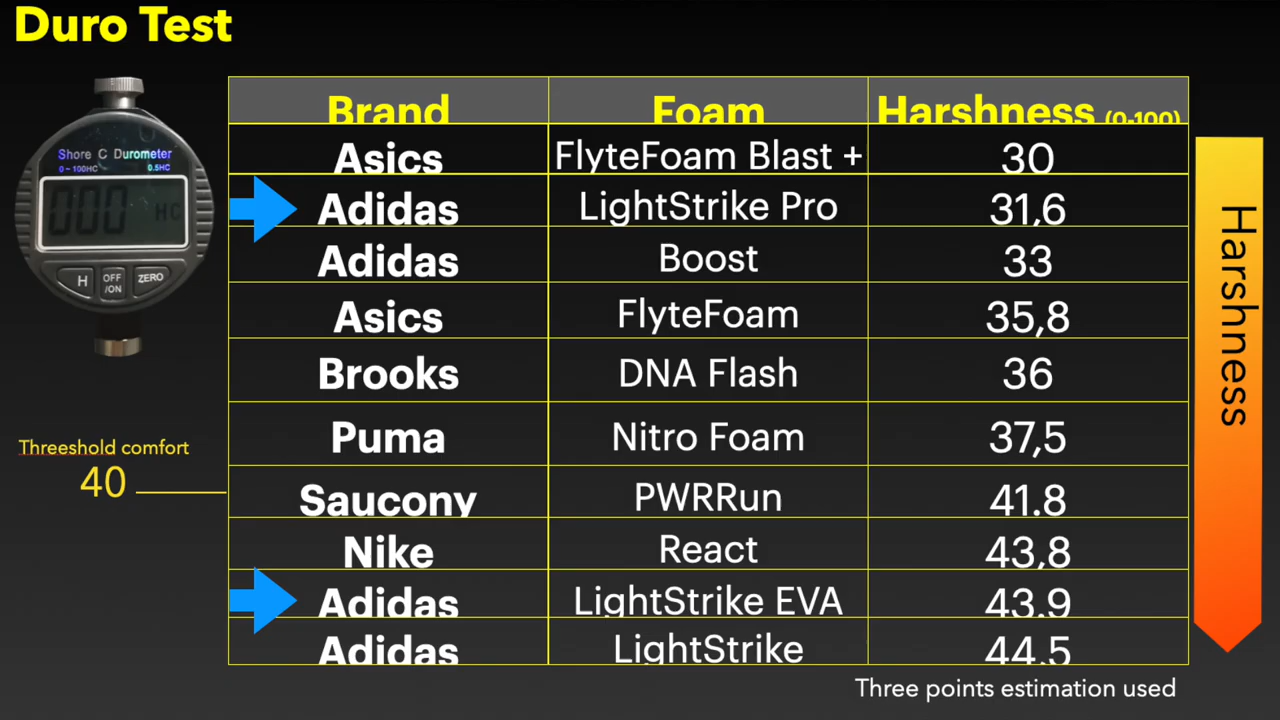 Duro Test
Shore C Durometer
0-100HC 0.5HC
000 HC
H OFF/ON ZERO
Threeshold comfort
40
Brand Foam Harshness (0-100)
Asics FlyteFoam Blast + 30
Adidas LightStrike Pro 31,6
Adidas Boost 33
Asics FlyteFoam 35,8
Brooks DNA Flash 36
Puma Nitro Foam 37,5
Saucony PWRRun 41.8
Nike React 43,8
Adidas LightStrike EVA 43.9
Adidas LightStrike 44.5
Harshness
Three points estimation used